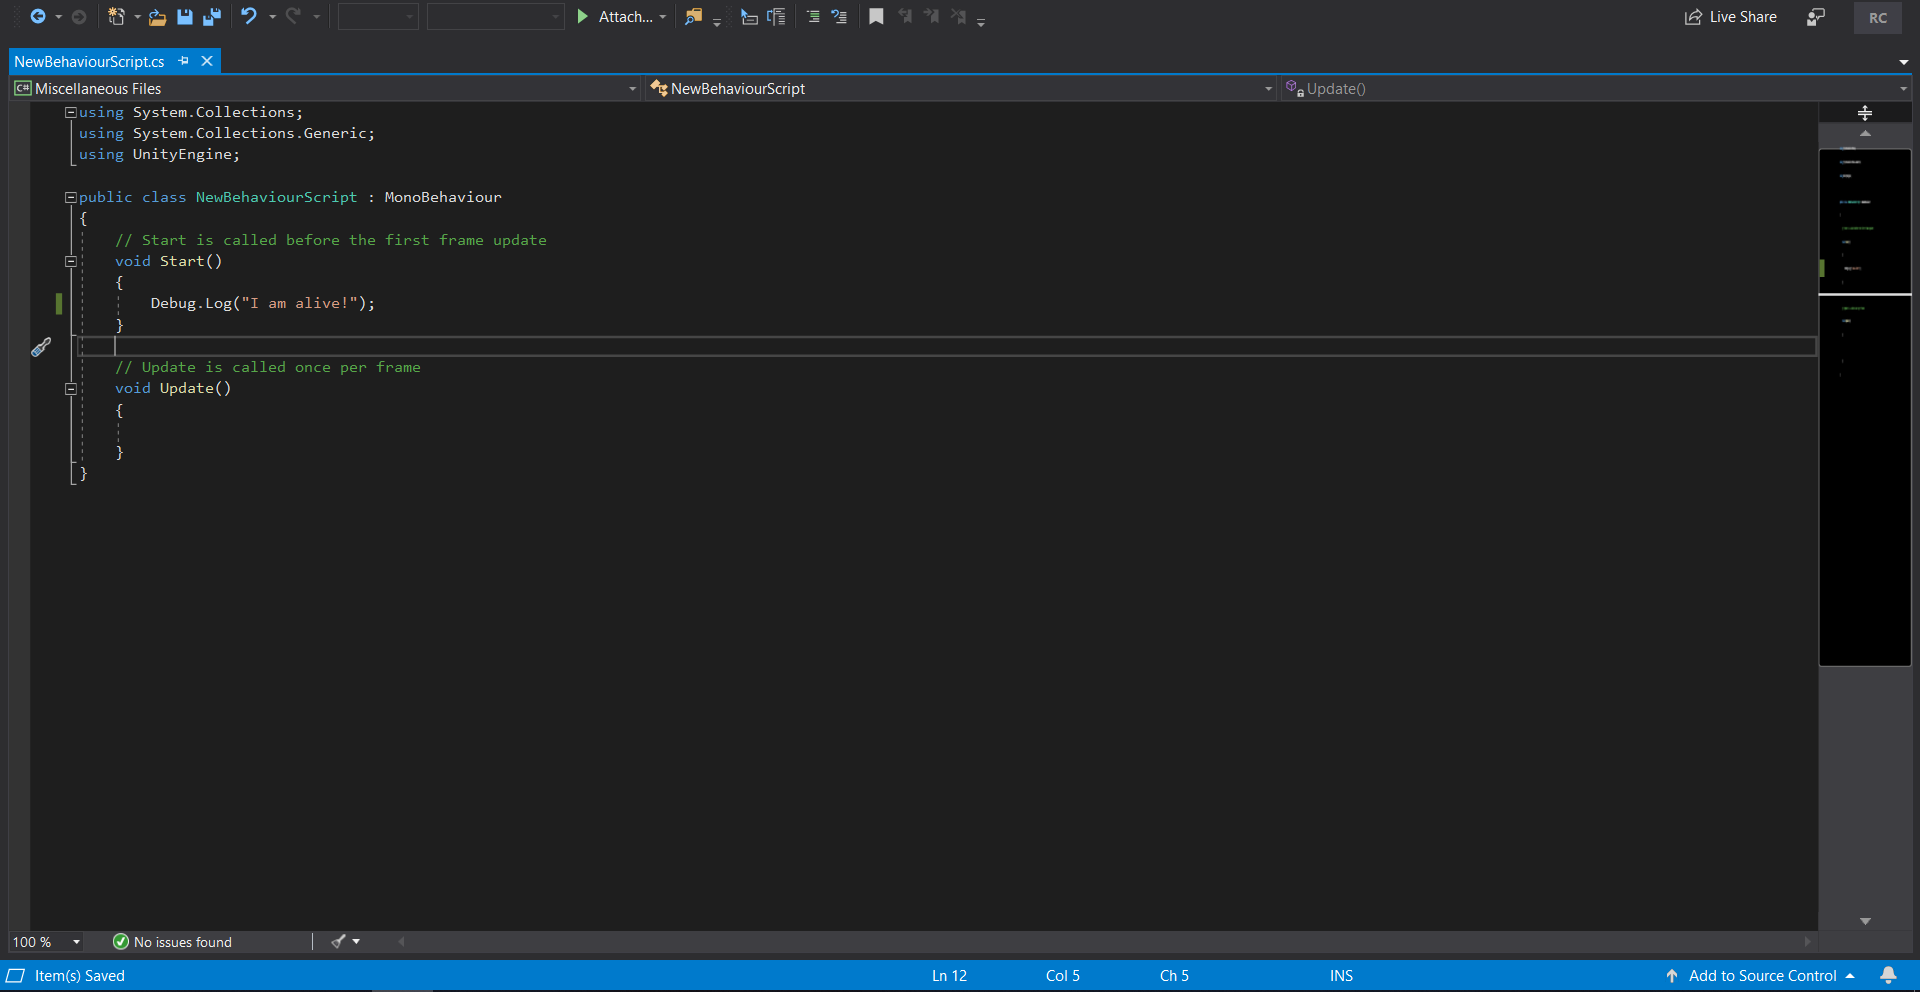 Attach...
Live Share
RC
NewBehaviourScript.cs
C# Miscellaneous Files
NewBehaviourScript
Update()
using System.Collections;
using System.Collections.Generic;
using UnityEngine;
public class NewBehaviourScript : MonoBehaviour
{
// Start is called before the first frame update
void Start()
{
Debug.Log("I am alive!");
}
// Update is called once per frame
void Update()
{
}
}
100 %
No issues found
Item(s) Saved
Ln 12
Col 5
Ch 5
INS
Add to Source Control